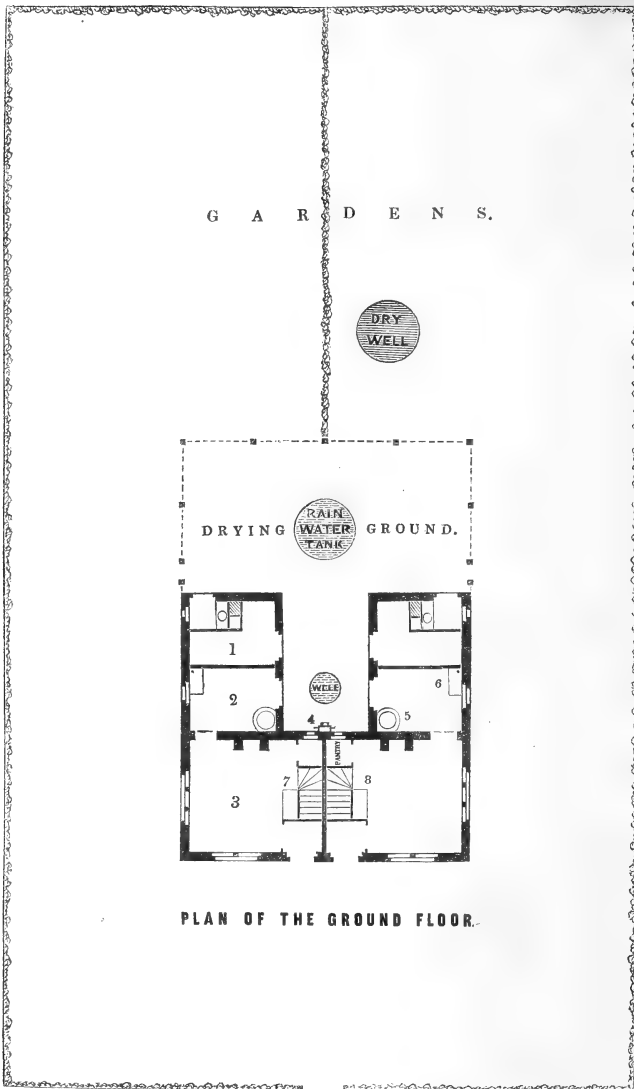 GARDENS.
DRY
WELL
DRYING GROUND.
RAIN
WATER
TANK
1
2
WELL
4
5
6
PANTRY
7
8
3
PLAN OF THE GROUND FLOOR.